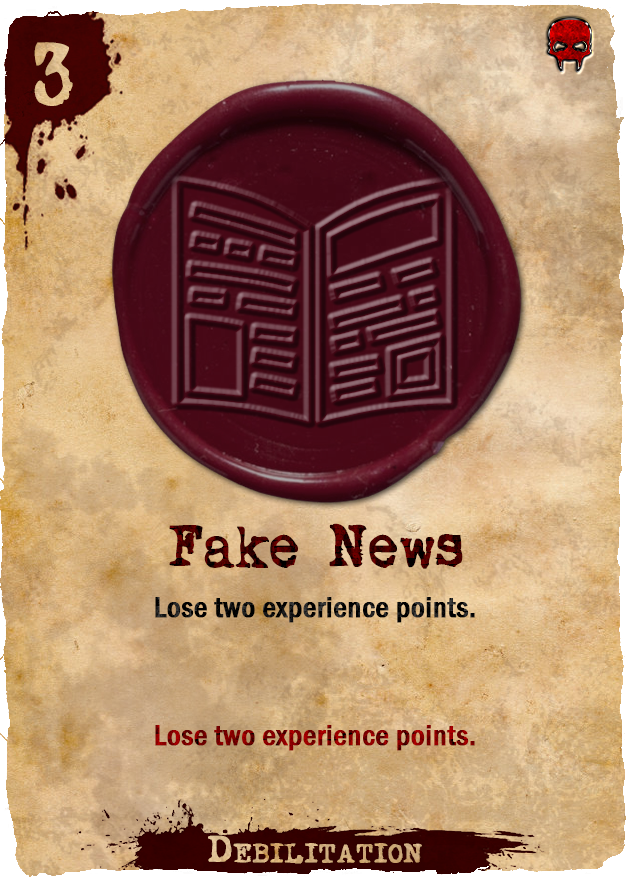 3
Fake News
Lose two experience points.
Lose two experience points.
Debilitation